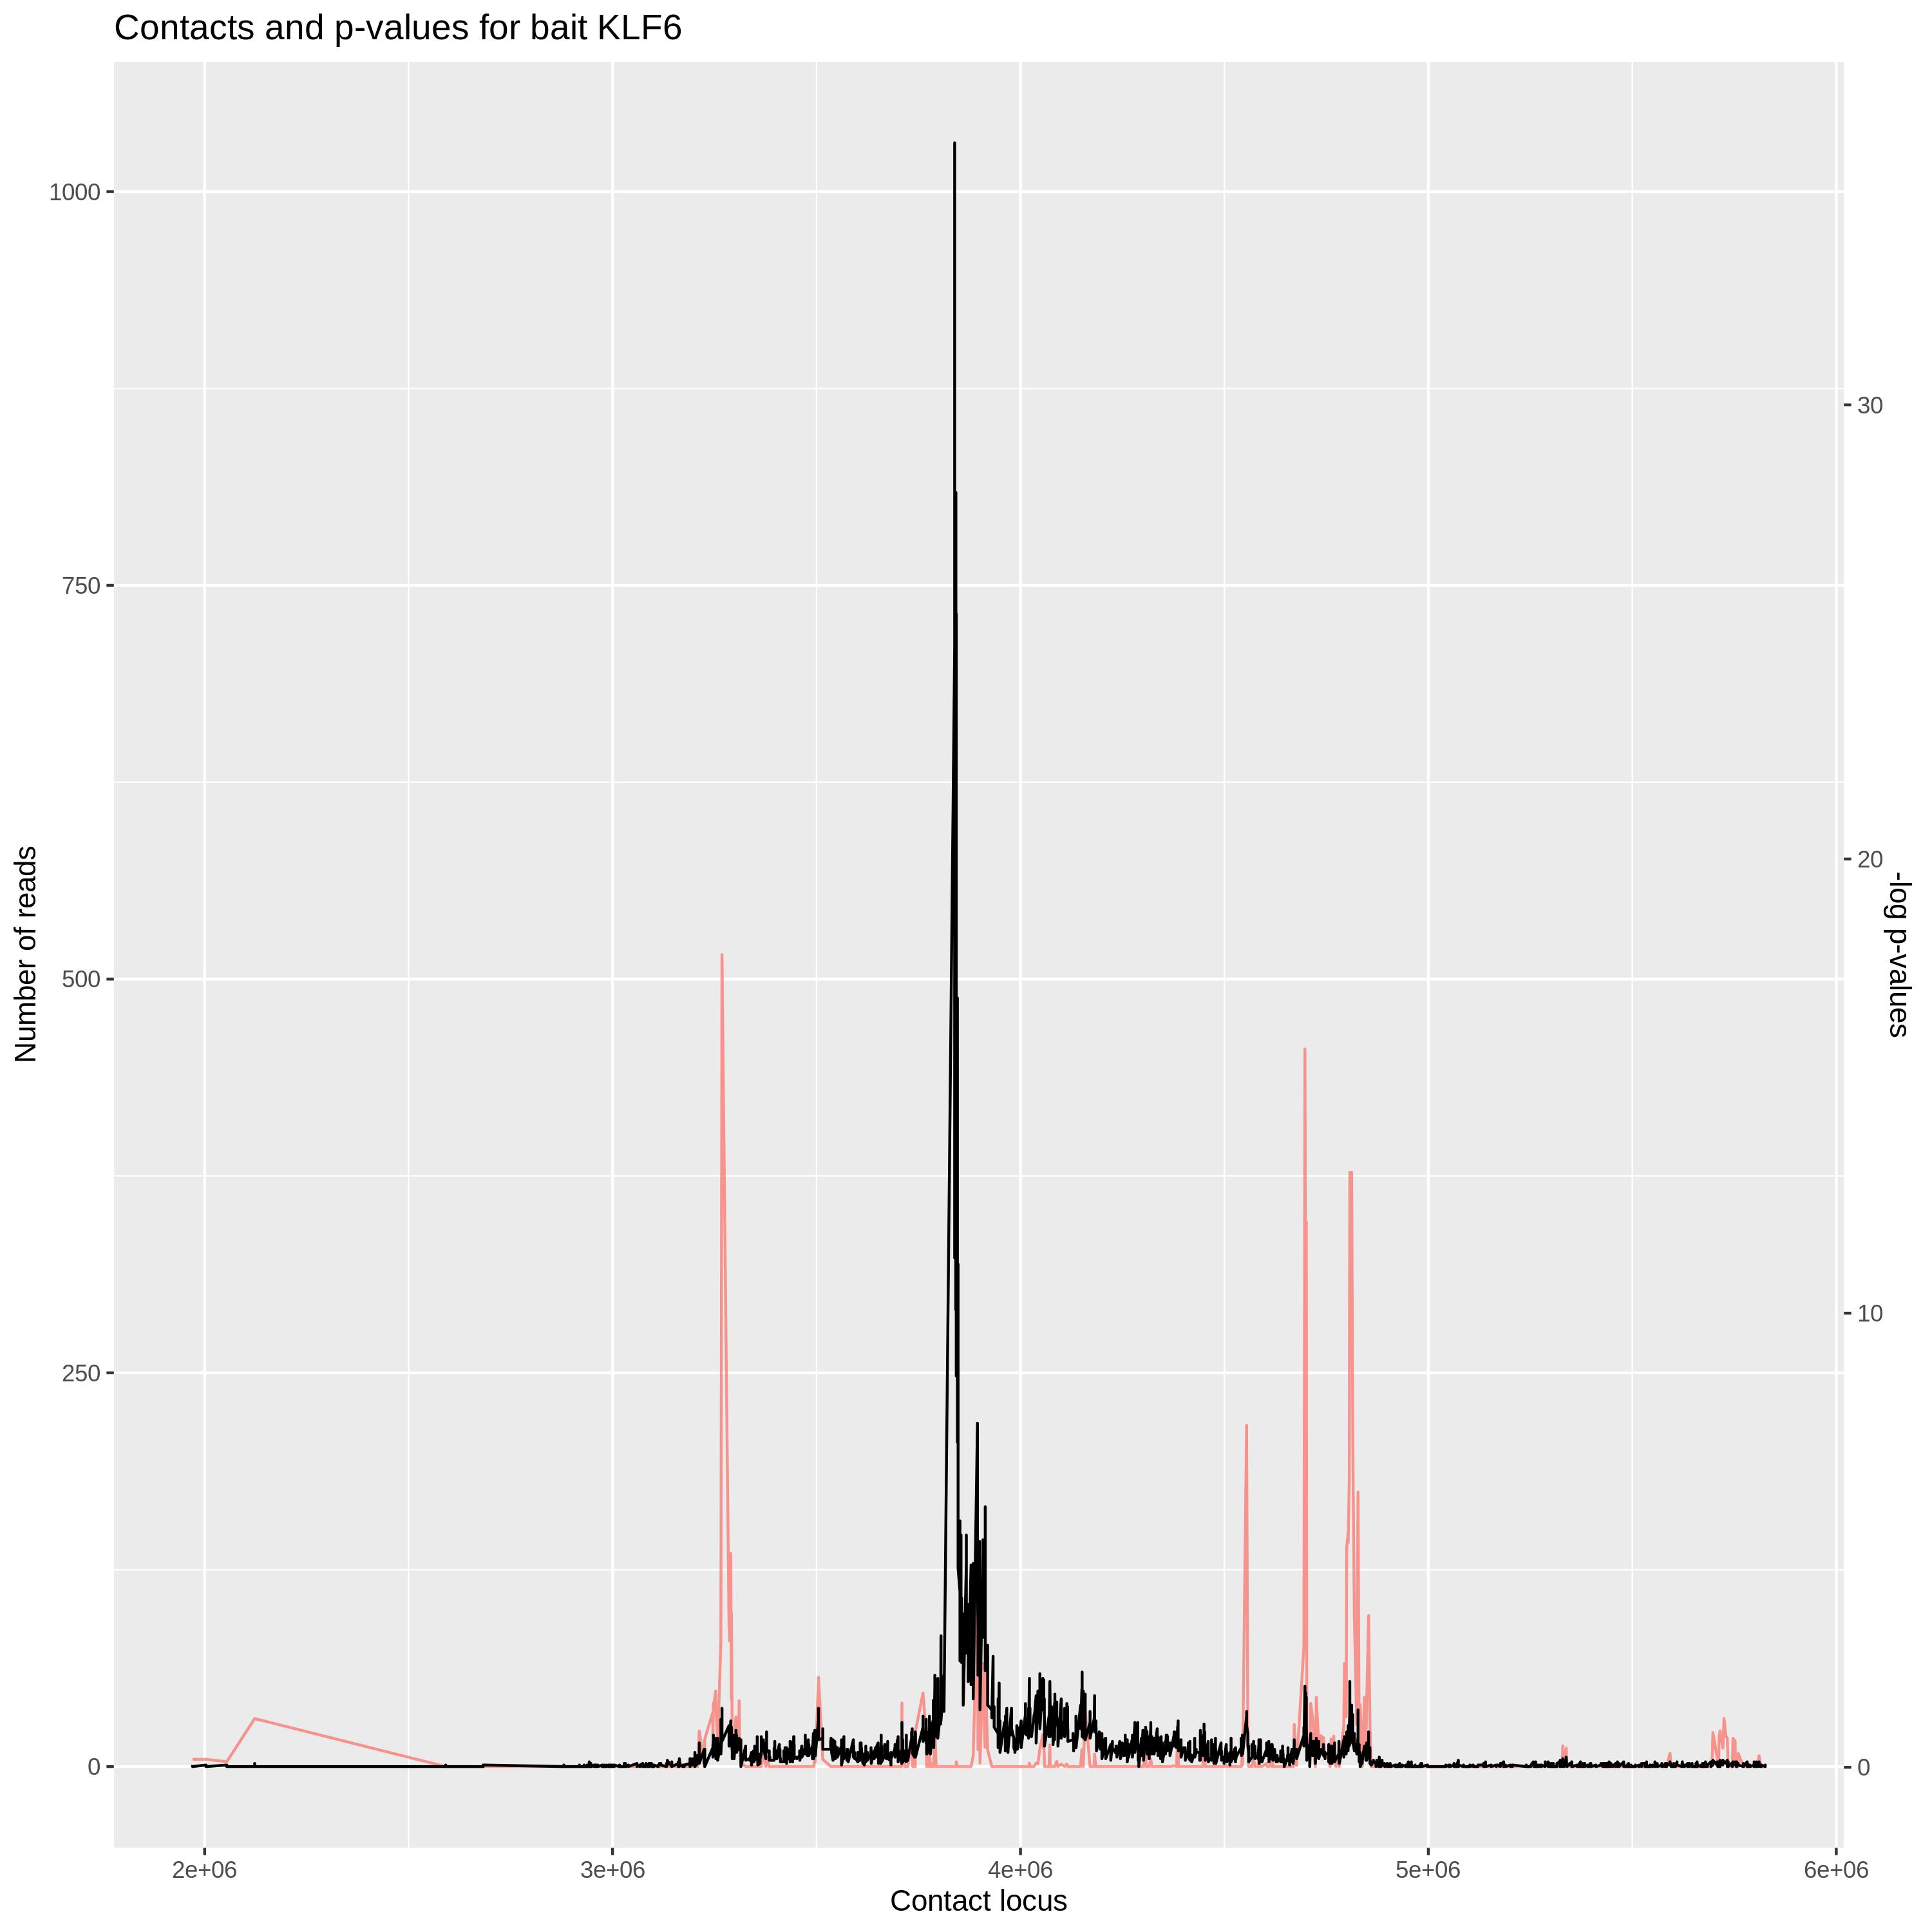 Contacts and p-values for bait KLF6
1000
750
500
250
0
Number of reads
30
20
10
0
-log p-values
2e+06
3e+06
4e+06
5e+06
6e+06
Contact locus